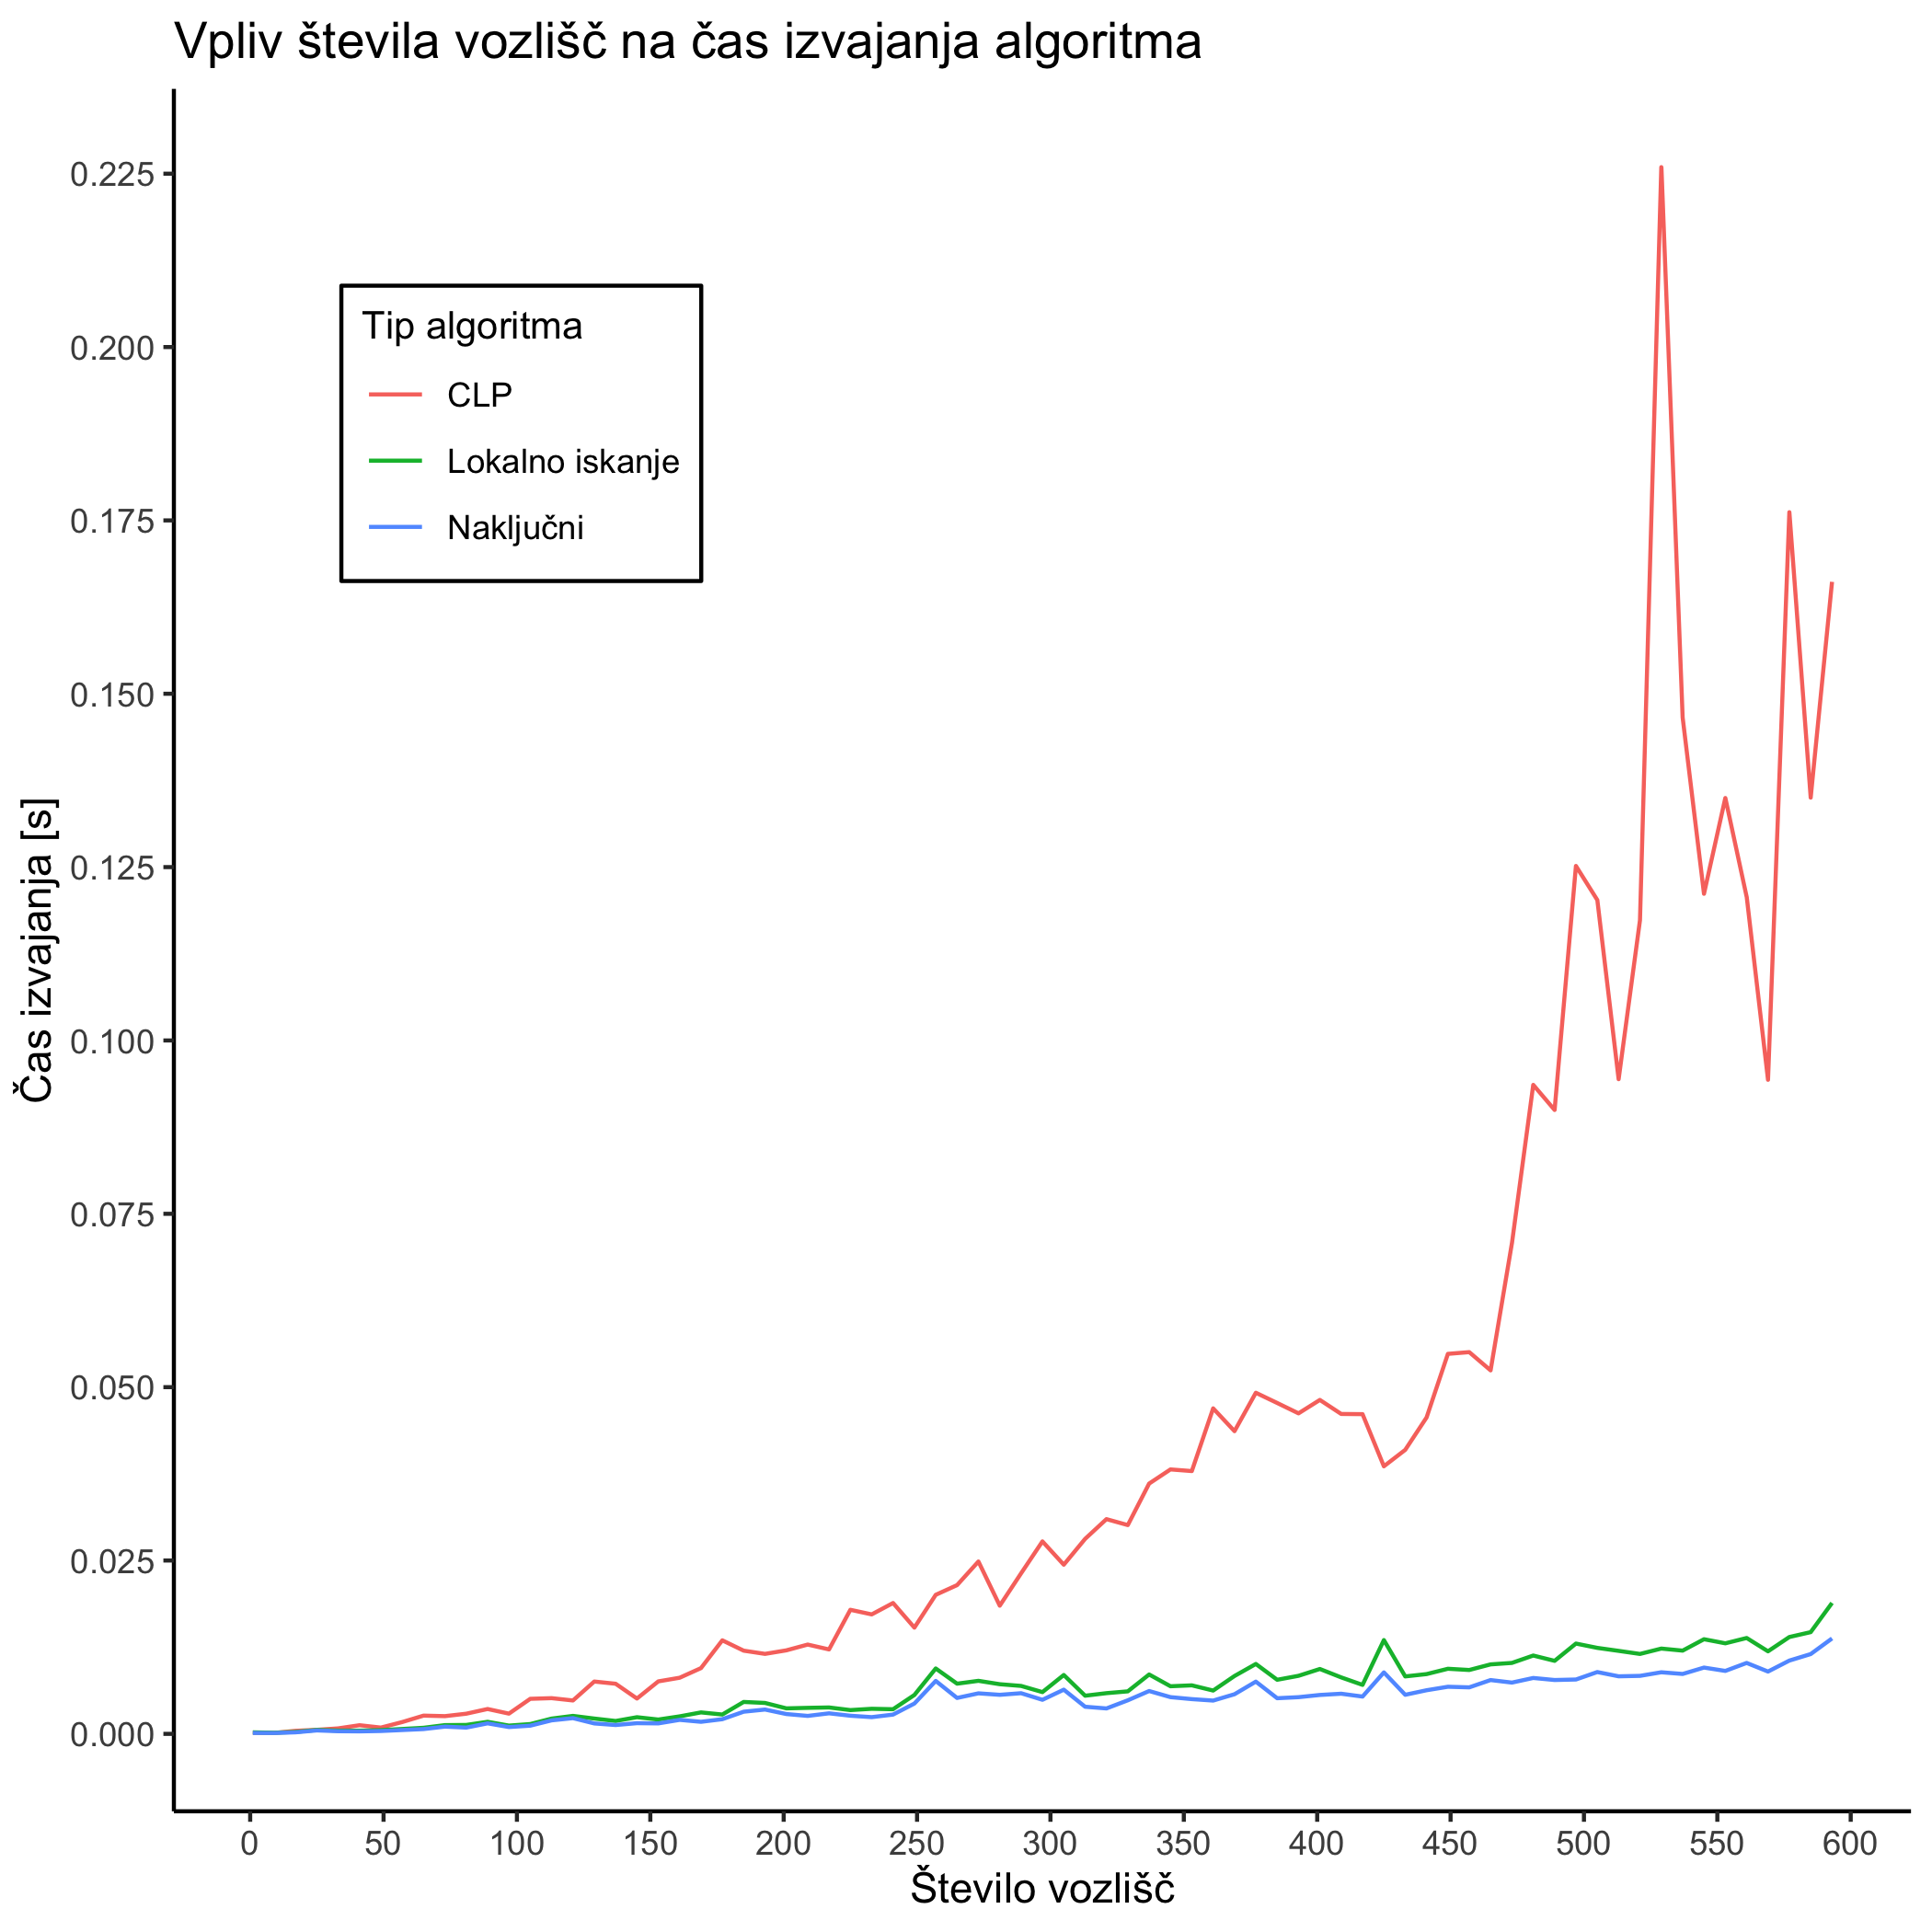 Vpliv števila vozlišč na čas izvajanja algoritma
0.225
0.200
0.175
0.150
0.125
0.100
0.075
0.050
0.025
0.000
Čas izvajanja [s]
Tip algoritma
CLP
Lokalno iskanje
Naključni
0 50 100 150 200 250 300 350 400 450 500 550 600
Število vozlišč